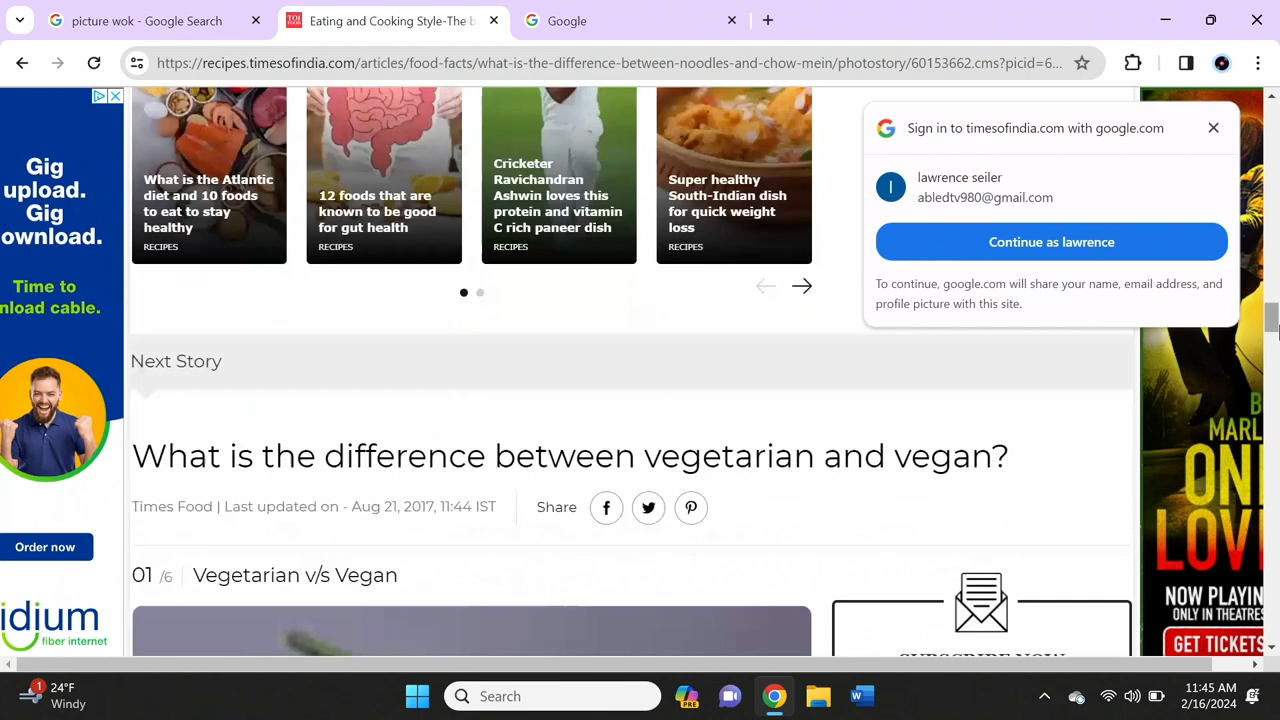 picture wok - Google Search
Eating and Cooking Style-The b
Google
https://recipes.timesofindia.com/articles/food-facts/what-is-the-difference-between-noodles-and-chow-mein/photostory/60153662.cms?picid=6...
Gig
upload.
Gig
ownload.
Time to
nload cable.
Order now
idium
fiber internet
What is the Atlantic
diet and 10 foods
to eat to stay
healthy
RECIPES
12 foods that are
known to be good
for gut health
RECIPES
Cricketer
Ravichandran
Ashwin loves this
protein and vitamin
C rich paneer dish
RECIPES
Super healthy
South-Indian dish
for quick weight
loss
RECIPES
Sign in to timesofindia.com with google.com
lawrence seiler
abledtv980@gmail.com
Continue as lawrence
To continue, google.com will share your name, email address, and
profile picture with this site.
Next Story
What is the difference between vegetarian and vegan?
Times Food | Last updated on - Aug 21, 2017, 11:44 IST
Share
01 /6 Vegetarian v/s Vegan
B
MARL
ON
LOV
NOW PLAYIN
ONLY IN THEATRES
GET TICKETS
1
24°F
Windy
Search
PRE
11:45 AM
2/16/2024